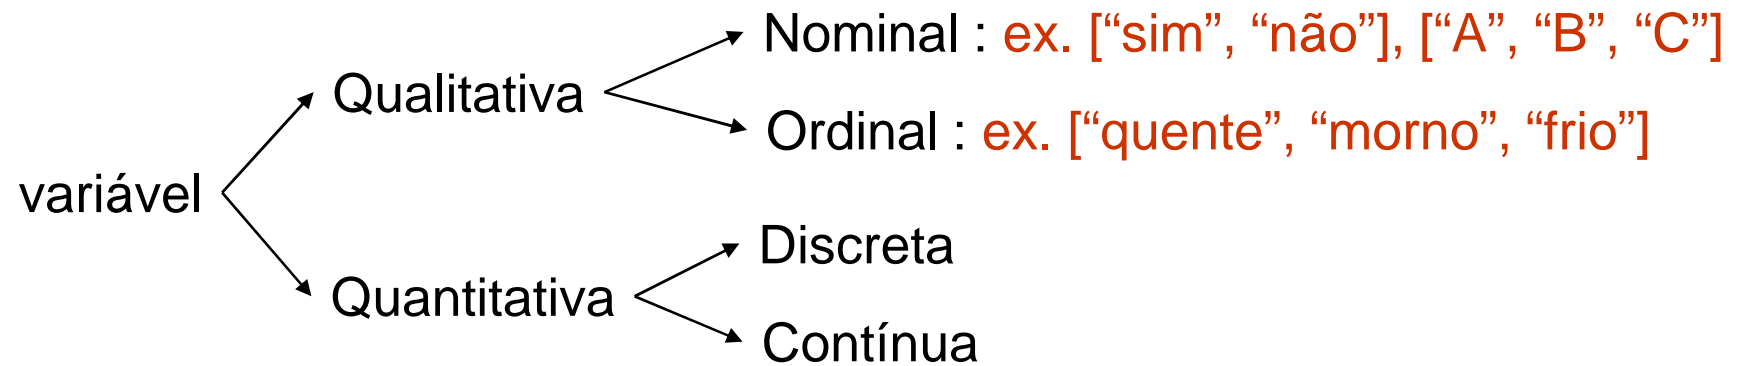 Nominal : ex. [“sim”, “não”], [“A”, “B”, “C”]
Qualitativa
Ordinal : ex. [“quente”, “morno”, “frio”]
variável
Discreta
Quantitativa
Contínua